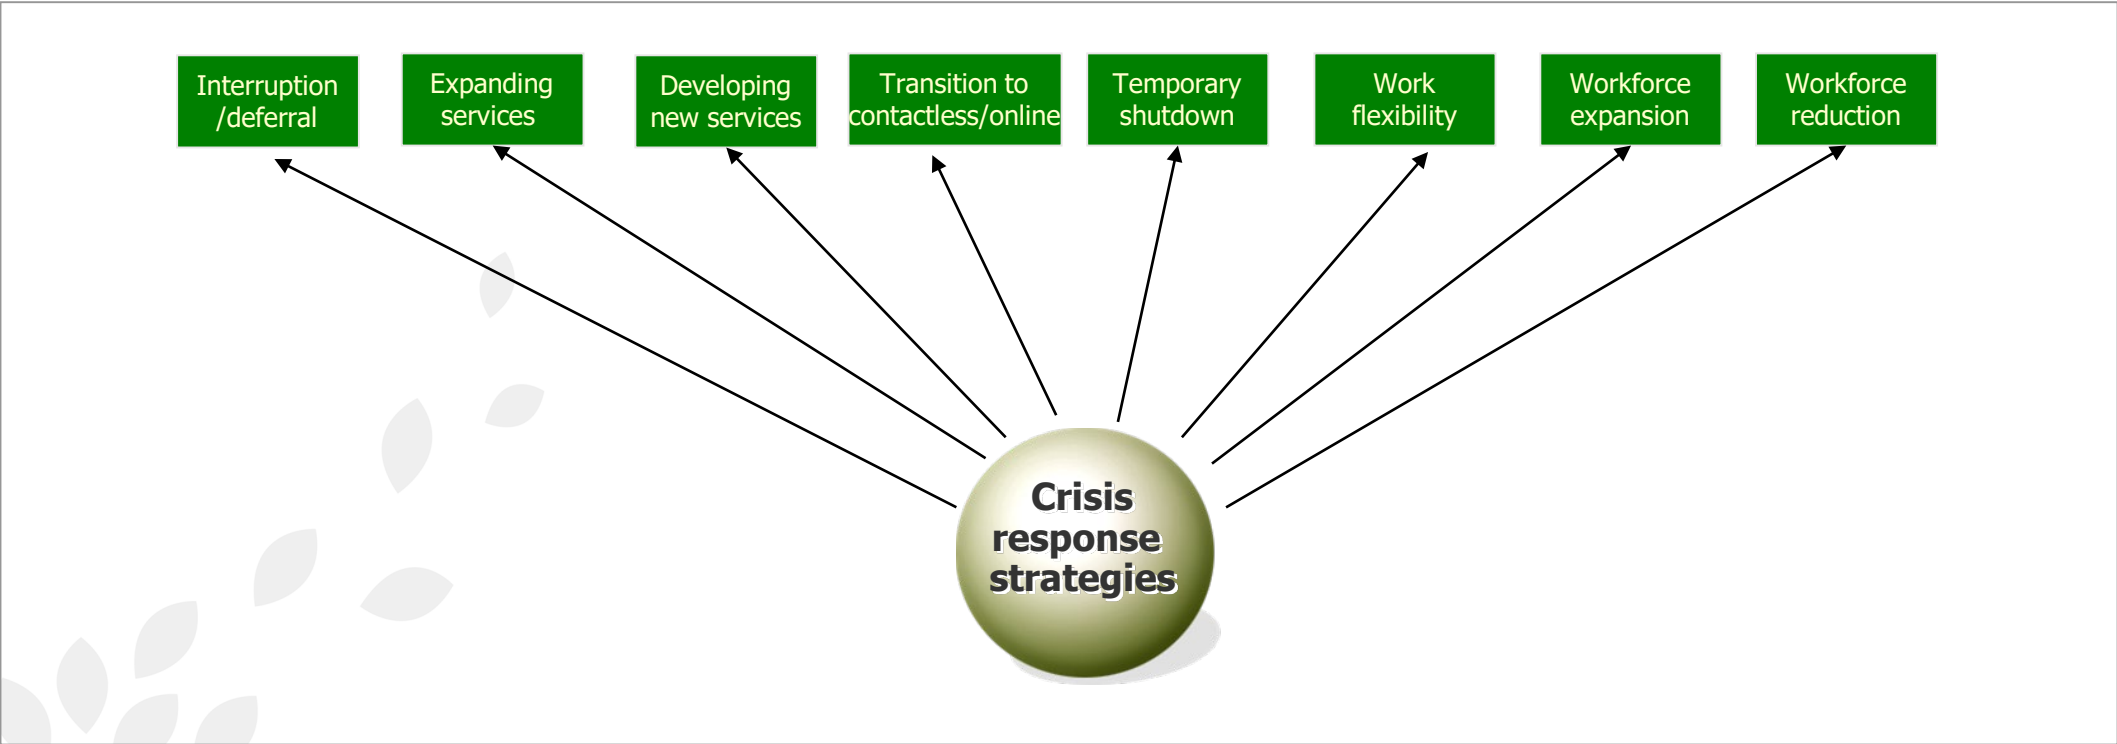 Interruption
/deferral
Expanding
services
Developing
new services
Transition to
contactless/online
Temporary
shutdown
Work
flexibility
Workforce
expansion
Workforce
reduction
Crisis
response
strategies